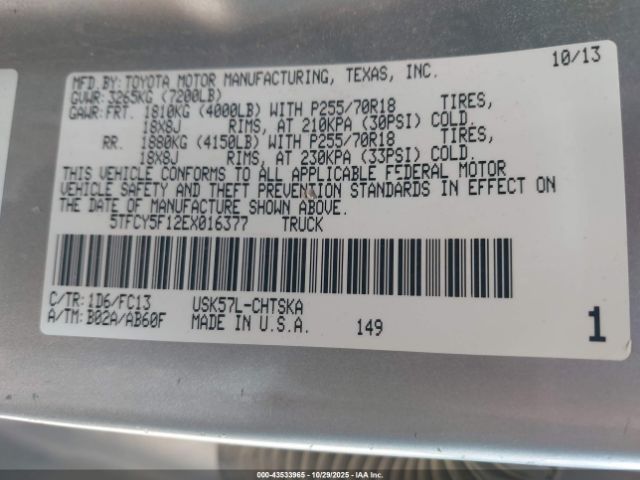 10/13
MFD.BY:TOYOTA MOTOR MANUFACTURING, TEXAS, INC.
GVWR:3265KG (7200LB)
GAWR:FRT. 1810KG (4000LB) WITH P255/70R18 TIRES,
18X8J RIMS, AT 210KPA (30PSI) COLD.
RR. 1880KG (4150LB) WITH P255/70R18 TIRES,
18X8J RIMS, AT 230KPA (33PSI) COLD.
THIS VEHICLE CONFORMS TO ALL APPLICABLE FEDERAL MOTOR
VEHICLE SAFETY AND THEFT PREVENTION STANDARDS IN EFFECT ON
THE DATE OF MANUFACTURE SHOWN ABOVE.
5TFCY5F12EX016377 TRUCK
C/TR:1D6/FC13 USK57L-CHTSKA
A/TM:B02A/AB60F MADE IN U.S.A. 149 1
000-43533965 - 10/29/2025 - IAAI.com